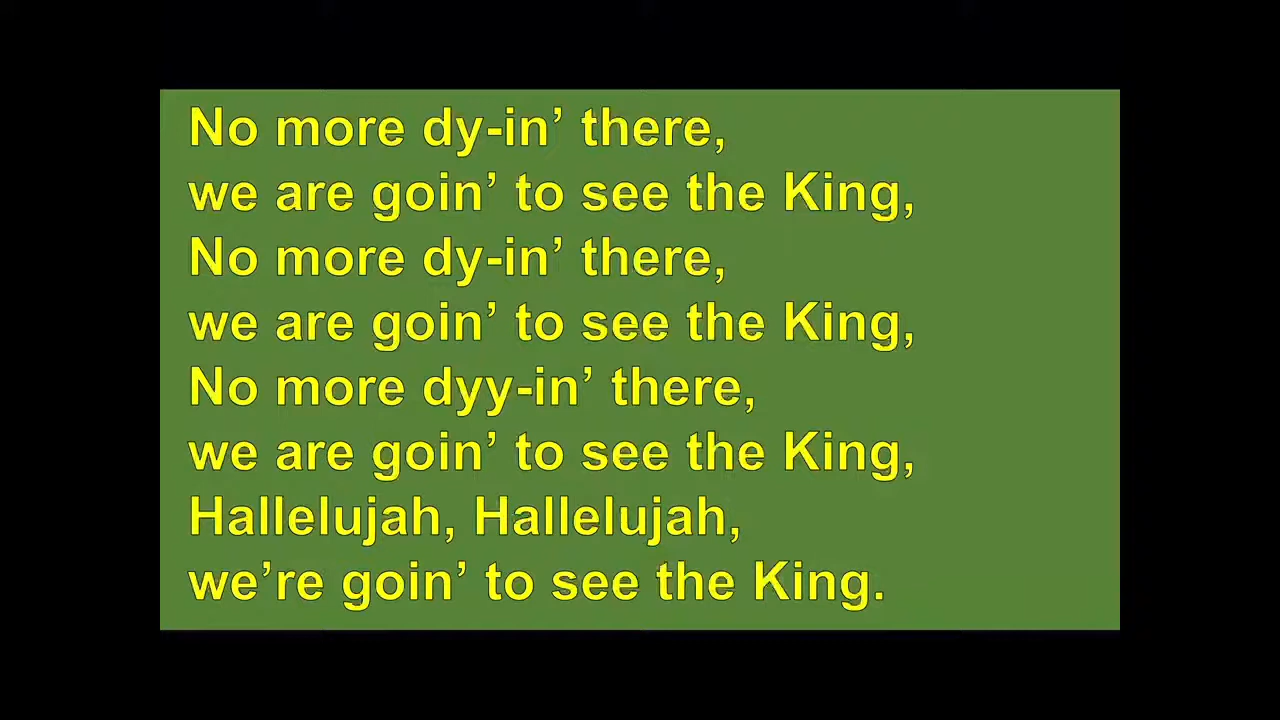 No more dy-in’ there,
we are goin’ to see the King,
No more dy-in’ there,
we are goin’ to see the King,
No more dyy-in’ there,
we are goin’ to see the King,
Hallelujah, Hallelujah,
we’re goin’ to see the King.